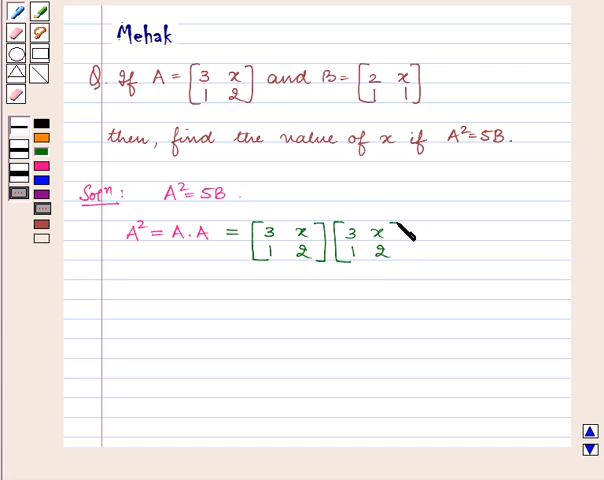 Mehak
Q. If A = [3 x 1 2] and B = [2 x 1 1]
then, find the value of x if A²=5B.
Solⁿ: A²=5B.
A² = A.A = [3 x 1 2] [3 x 1 2]